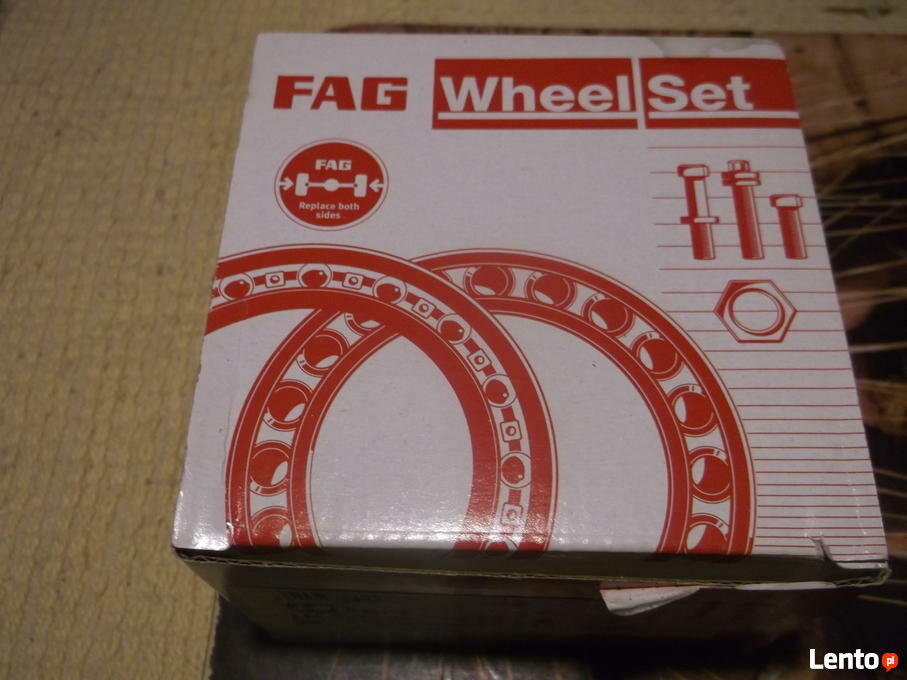 FAG Wheel Set
FAG
Replace both
sides
Lento pl